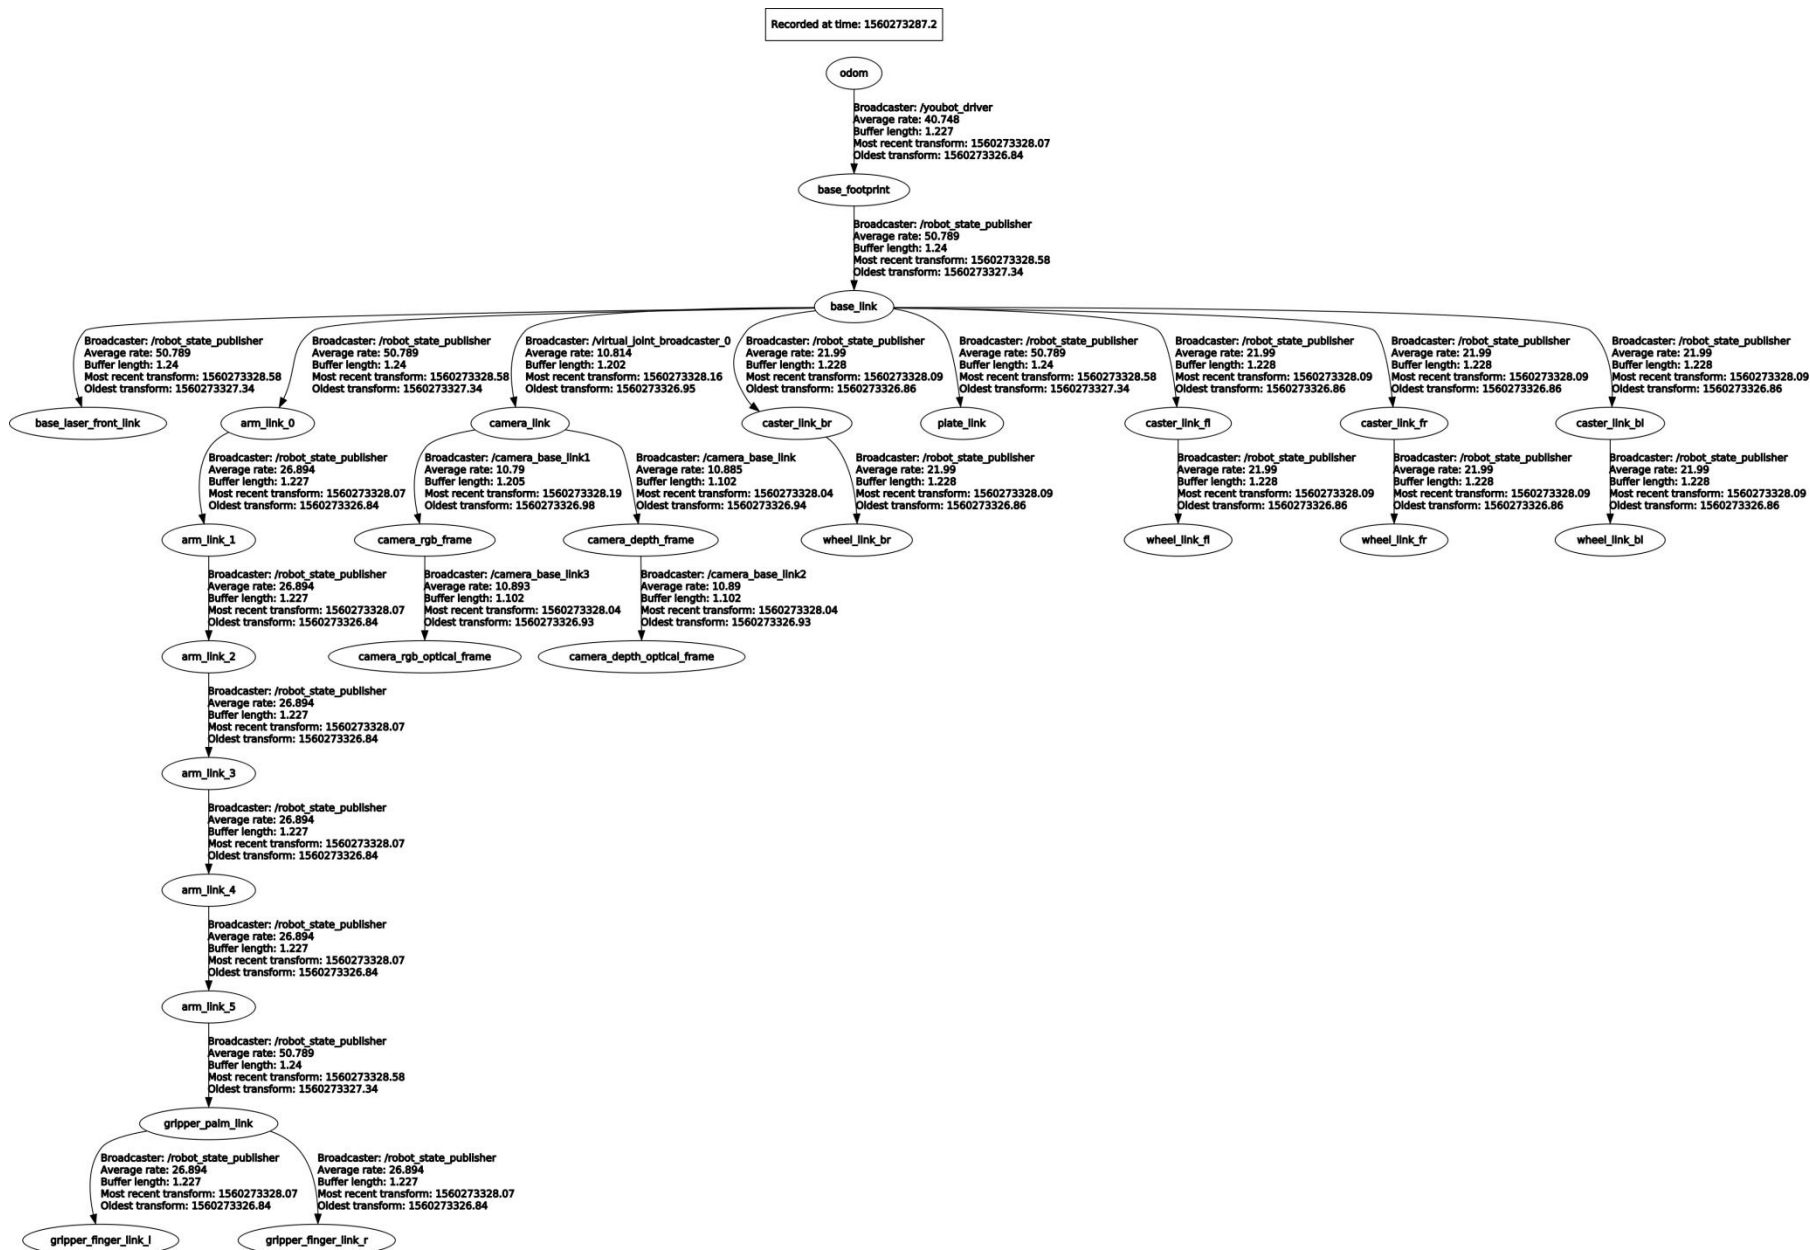 Recorded at time: 1560273287.2
odom
Broadcaster: /youbot_driver
Average rate: 40.748
Buffer length: 1.227
Most recent transform: 1560273328.07
Oldest transform: 1560273326.84
base_footprint
Broadcaster: /robot_state_publisher
Average rate: 50.789
Buffer length: 1.24
Most recent transform: 1560273328.58
Oldest transform: 1560273327.34
base_link
Broadcaster: /robot_state_publisher
Average rate: 50.789
Buffer length: 1.24
Most recent transform: 1560273328.58
Oldest transform: 1560273327.34
Broadcaster: /robot_state_publisher
Average rate: 50.789
Buffer length: 1.24
Most recent transform: 1560273328.58
Oldest transform: 1560273327.34
Broadcaster: /virtual_joint_broadcaster_0
Average rate: 10.814
Buffer length: 1.202
Most recent transform: 1560273328.16
Oldest transform: 1560273326.95
Broadcaster: /robot_state_publisher
Average rate: 21.99
Buffer length: 1.228
Most recent transform: 1560273328.09
Oldest transform: 1560273326.86
Broadcaster: /robot_state_publisher
Average rate: 50.789
Buffer length: 1.24
Most recent transform: 1560273328.58
Oldest transform: 1560273327.34
Broadcaster: /robot_state_publisher
Average rate: 21.99
Buffer length: 1.228
Most recent transform: 1560273328.09
Oldest transform: 1560273326.86
Broadcaster: /robot_state_publisher
Average rate: 21.99
Buffer length: 1.228
Most recent transform: 1560273328.09
Oldest transform: 1560273326.86
Broadcaster: /robot_state_publisher
Average rate: 21.99
Buffer length: 1.228
Most recent transform: 1560273328.09
Oldest transform: 1560273326.86
base_laser_front_link
arm_link_0
camera_link
caster_link_br
plate_link
caster_link_fl
caster_link_fr
caster_link_bl
Broadcaster: /robot_state_publisher
Average rate: 26.894
Buffer length: 1.227
Most recent transform: 1560273328.07
Oldest transform: 1560273326.84
Broadcaster: /camera_base_link1
Average rate: 10.79
Buffer length: 1.205
Most recent transform: 1560273328.19
Oldest transform: 1560273326.98
Broadcaster: /camera_base_link
Average rate: 10.885
Buffer length: 1.102
Most recent transform: 1560273328.04
Oldest transform: 1560273326.94
Broadcaster: /robot_state_publisher
Average rate: 21.99
Buffer length: 1.228
Most recent transform: 1560273328.09
Oldest transform: 1560273326.86
Broadcaster: /robot_state_publisher
Average rate: 21.99
Buffer length: 1.228
Most recent transform: 1560273328.09
Oldest transform: 1560273326.86
Broadcaster: /robot_state_publisher
Average rate: 21.99
Buffer length: 1.228
Most recent transform: 1560273328.09
Oldest transform: 1560273326.86
Broadcaster: /robot_state_publisher
Average rate: 21.99
Buffer length: 1.228
Most recent transform: 1560273328.09
Oldest transform: 1560273326.86
arm_link_1
camera_rgb_frame
camera_depth_frame
wheel_link_br
wheel_link_fl
wheel_link_fr
wheel_link_bl
Broadcaster: /robot_state_publisher
Average rate: 26.894
Buffer length: 1.227
Most recent transform: 1560273328.07
Oldest transform: 1560273326.84
Broadcaster: /camera_base_link3
Average rate: 10.893
Buffer length: 1.102
Most recent transform: 1560273328.04
Oldest transform: 1560273326.93
Broadcaster: /camera_base_link2
Average rate: 10.89
Buffer length: 1.102
Most recent transform: 1560273328.04
Oldest transform: 1560273326.93
arm_link_2
camera_rgb_optical_frame
camera_depth_optical_frame
Broadcaster: /robot_state_publisher
Average rate: 26.894
Buffer length: 1.227
Most recent transform: 1560273328.07
Oldest transform: 1560273326.84
arm_link_3
Broadcaster: /robot_state_publisher
Average rate: 26.894
Buffer length: 1.227
Most recent transform: 1560273328.07
Oldest transform: 1560273326.84
arm_link_4
Broadcaster: /robot_state_publisher
Average rate: 26.894
Buffer length: 1.227
Most recent transform: 1560273328.07
Oldest transform: 1560273326.84
arm_link_5
Broadcaster: /robot_state_publisher
Average rate: 50.789
Buffer length: 1.24
Most recent transform: 1560273328.58
Oldest transform: 1560273327.34
gripper_palm_link
Broadcaster: /robot_state_publisher
Average rate: 26.894
Buffer length: 1.227
Most recent transform: 1560273328.07
Oldest transform: 1560273326.84
Broadcaster: /robot_state_publisher
Average rate: 26.894
Buffer length: 1.227
Most recent transform: 1560273328.07
Oldest transform: 1560273326.84
gripper_finger_link_l
gripper_finger_link_r